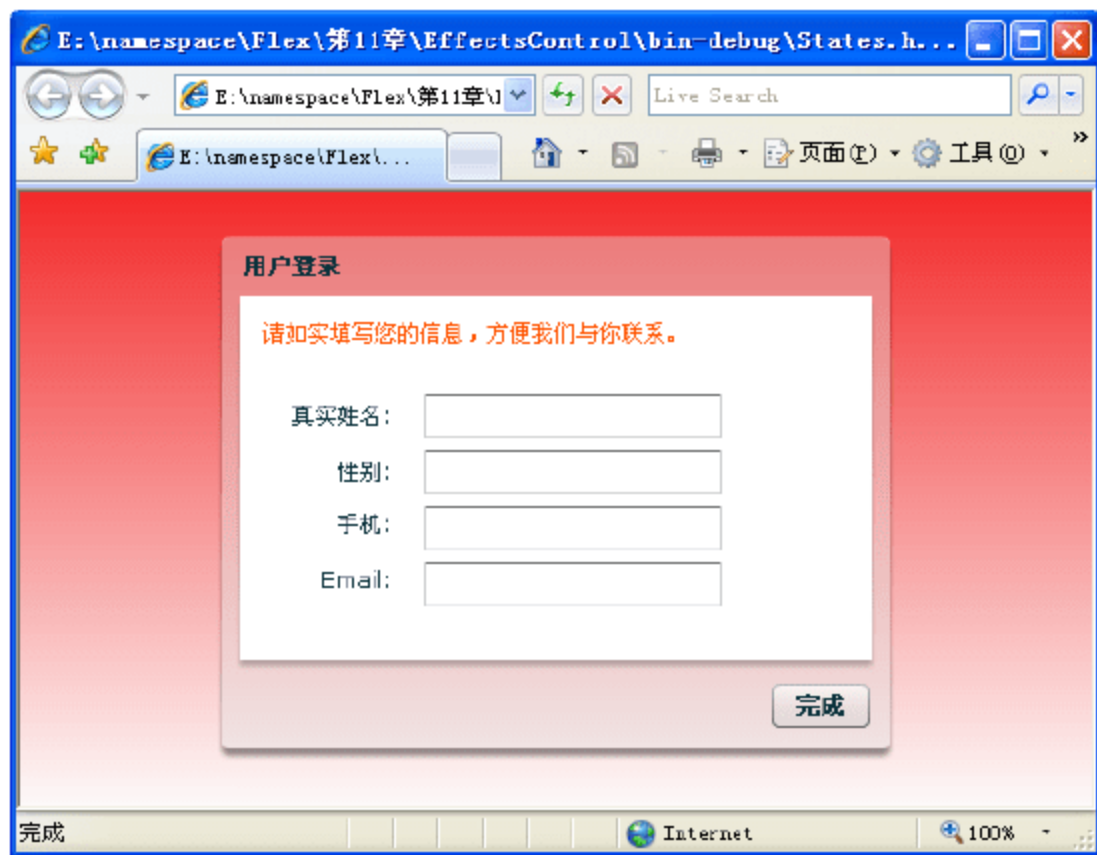 E:\namespace\Flex\第11章\EffectsControl\bin-debug\States.h...
E:\namespace\Flex\第11章\
Live Search
E:\namespace\Flex\...
页面(P)
工具(O)
»
用户登录
请如实填写您的信息，方便我们与你联系。
真实姓名:
性别:
手机:
Email:
完成
完成
Internet
100%